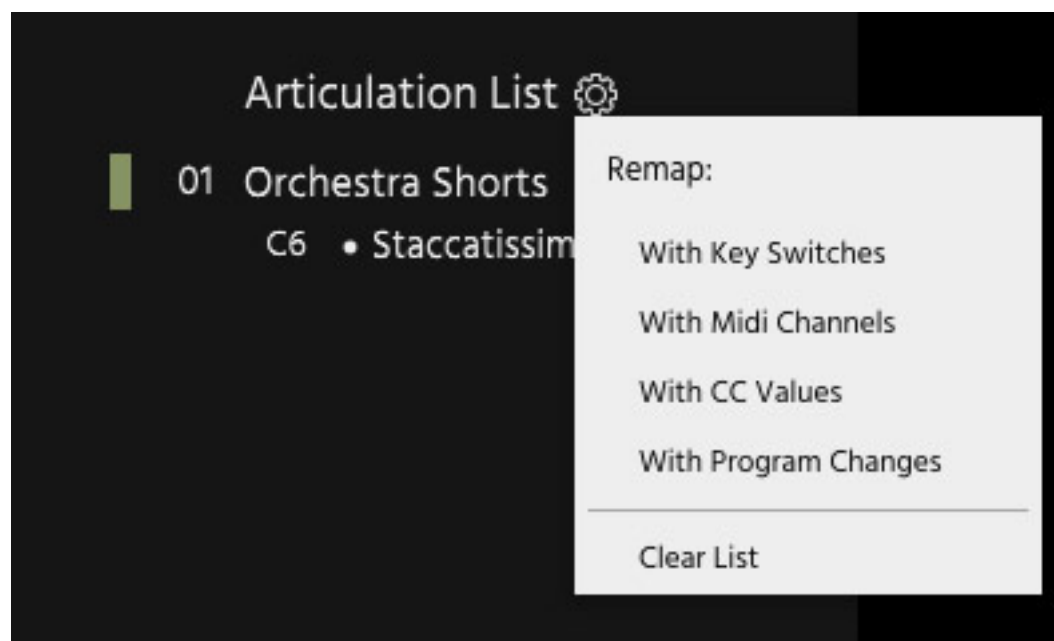 Articulation List
01 Orchestra Shorts
C6 • Staccatissim
Remap:
With Key Switches
With Midi Channels
With CC Values
With Program Changes
Clear List